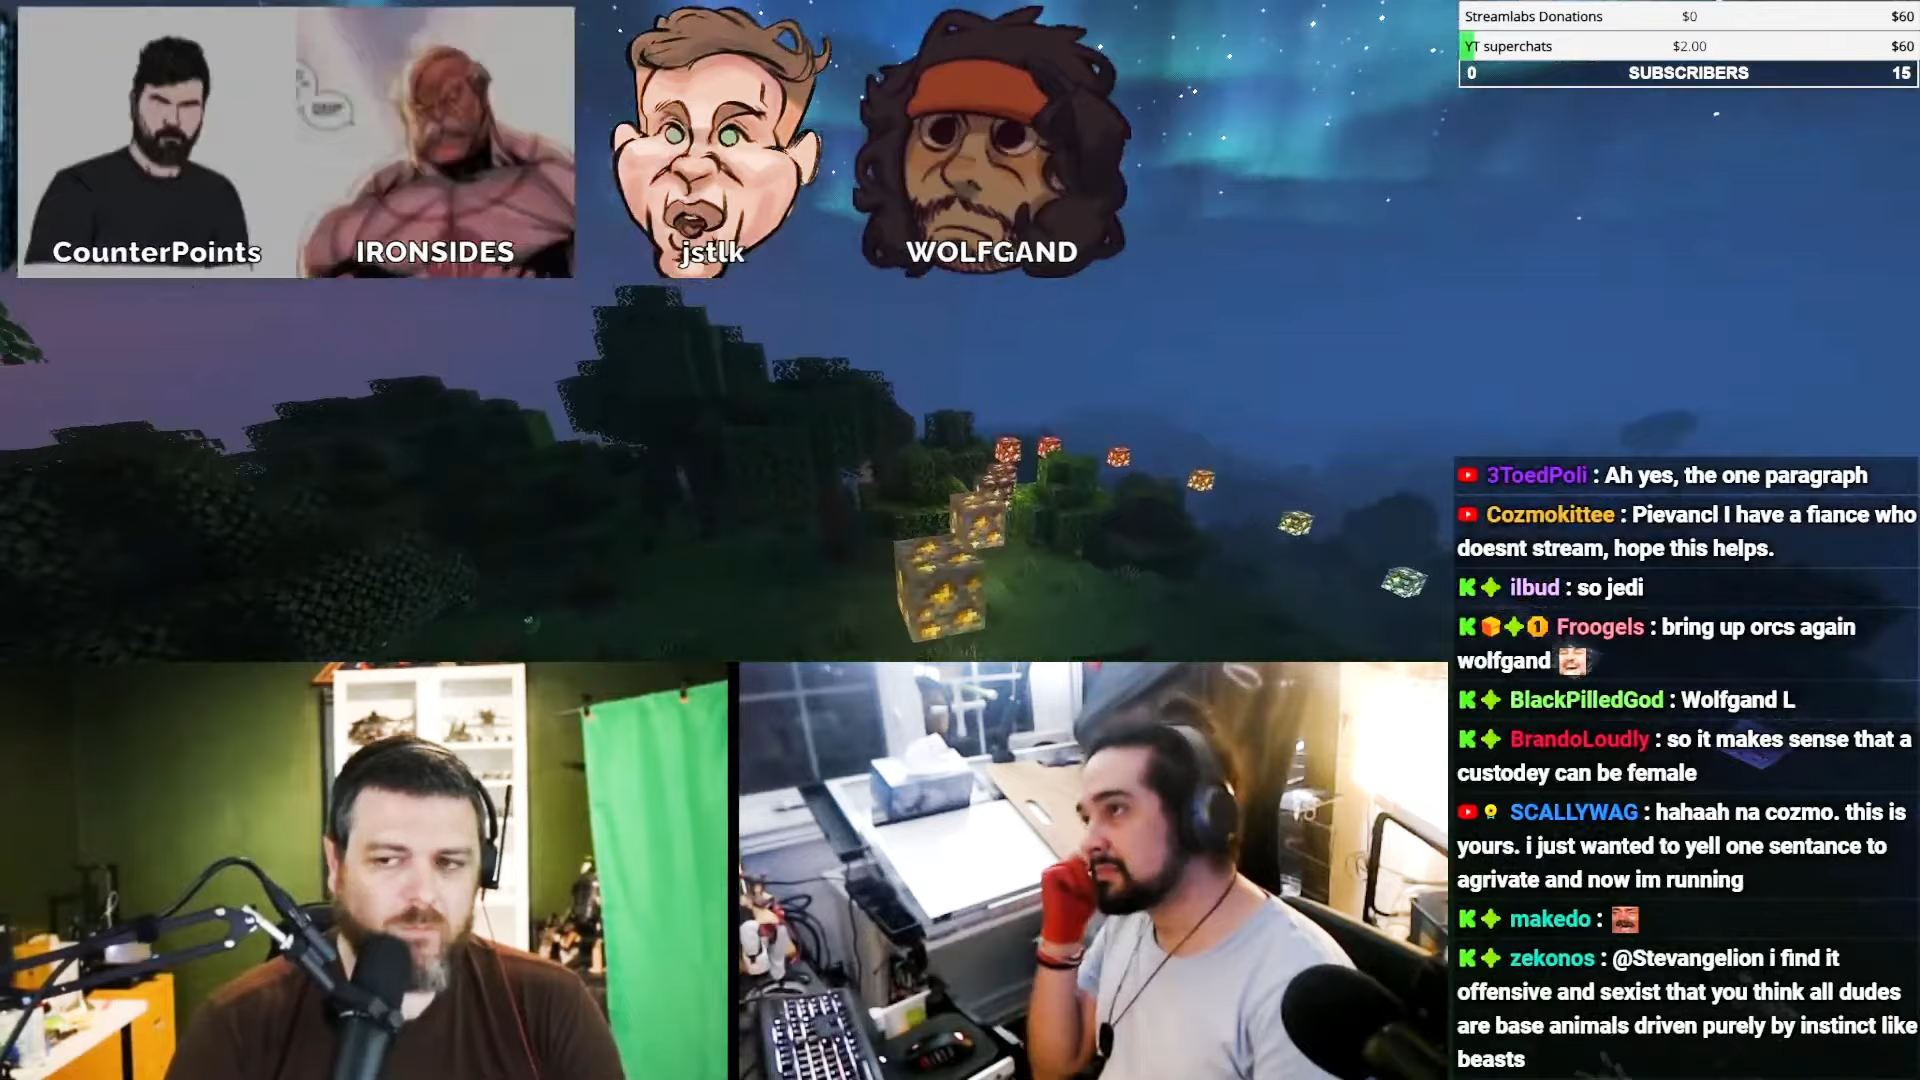 Streamlabs Donations $0 $60
YT superchats $2.00 $60
0 SUBSCRIBERS 15
CounterPoints IRONSIDES jstlk WOLFGAND
3ToedPoli : Ah yes, the one paragraph
Cozmokittee : Pievancl I have a fiance who
doesnt stream, hope this helps.
ilbud : so jedi
Froogels : bring up orcs again
wolfgand
BlackPilledGod : Wolfgand L
BrandoLoudly : so it makes sense that a
custodey can be female
SCALLYWAG : hahaah na cozmo. this is
yours. i just wanted to yell one sentance to
agrivate and now im running
makedo :
zekonos : @Stevangelion i find it
offensive and sexist that you think all dudes
are base animals driven purely by instinct like
beasts